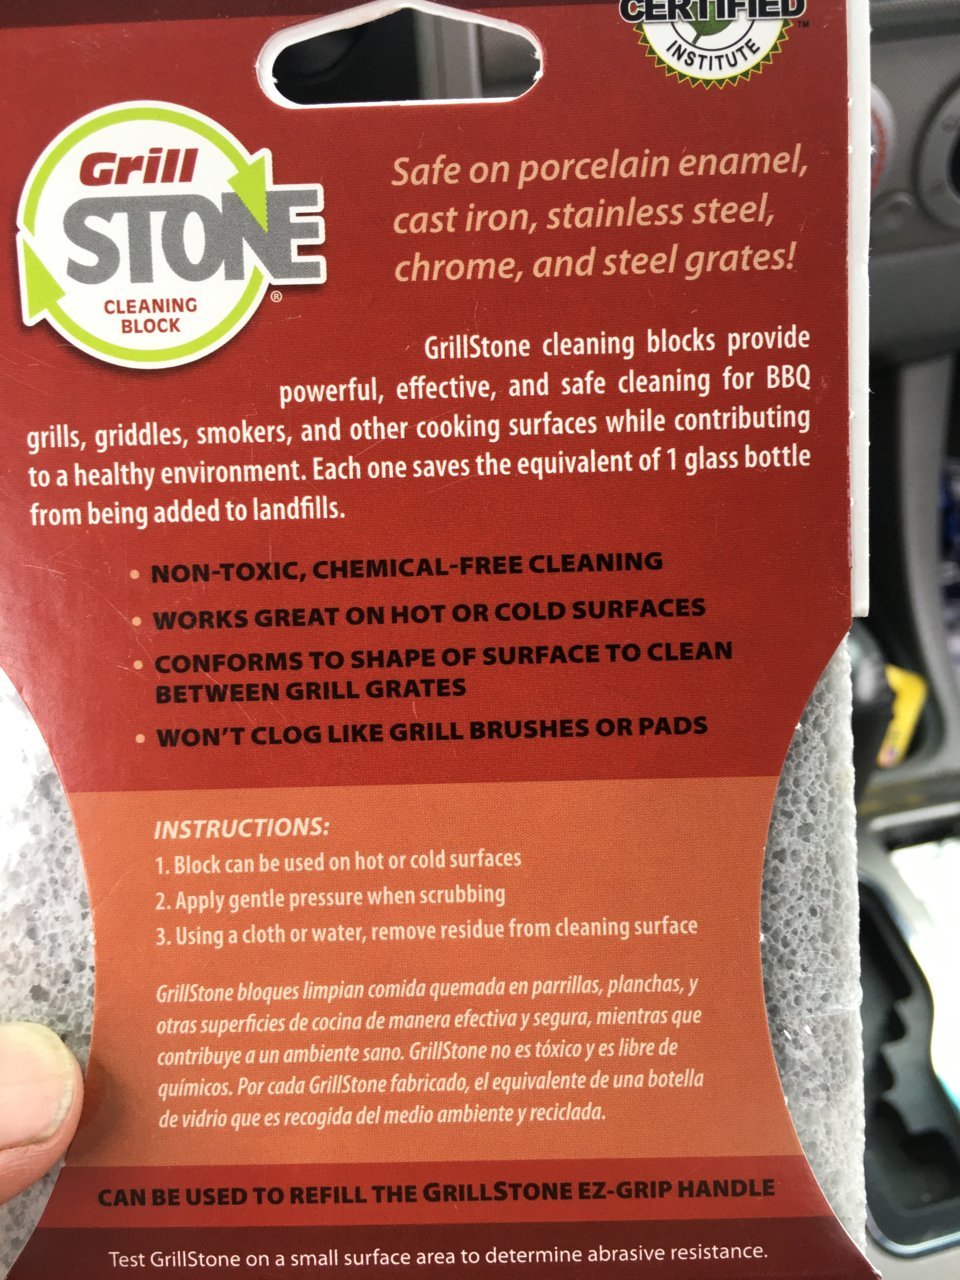 CERTIFIED
INSTITUTE
TM
Grill
STONE
®
CLEANING
BLOCK
Safe on porcelain enamel,
cast iron, stainless steel,
chrome, and steel grates!
GrillStone cleaning blocks provide
powerful, effective, and safe cleaning for BBQ
grills, griddles, smokers, and other cooking surfaces while contributing
to a healthy environment. Each one saves the equivalent of 1 glass bottle
from being added to landfills.
• NON-TOXIC, CHEMICAL-FREE CLEANING
• WORKS GREAT ON HOT OR COLD SURFACES
• CONFORMS TO SHAPE OF SURFACE TO CLEAN
BETWEEN GRILL GRATES
• WON'T CLOG LIKE GRILL BRUSHES OR PADS
INSTRUCTIONS:
1. Block can be used on hot or cold surfaces
2. Apply gentle pressure when scrubbing
3. Using a cloth or water, remove residue from cleaning surface
GrillStone bloques limpian comida quemada en parrillas, planchas, y
otras superficies de cocina de manera efectiva y segura, mientras que
contribuye a un ambiente sano. GrillStone no es tóxico y es libre de
químicos. Por cada GrillStone fabricado, el equivalente de una botella
de vidrio que es recogida del medio ambiente y reciclada.
CAN BE USED TO REFILL THE GRILLSTONE EZ-GRIP HANDLE
Test GrillStone on a small surface area to determine abrasive resistance.